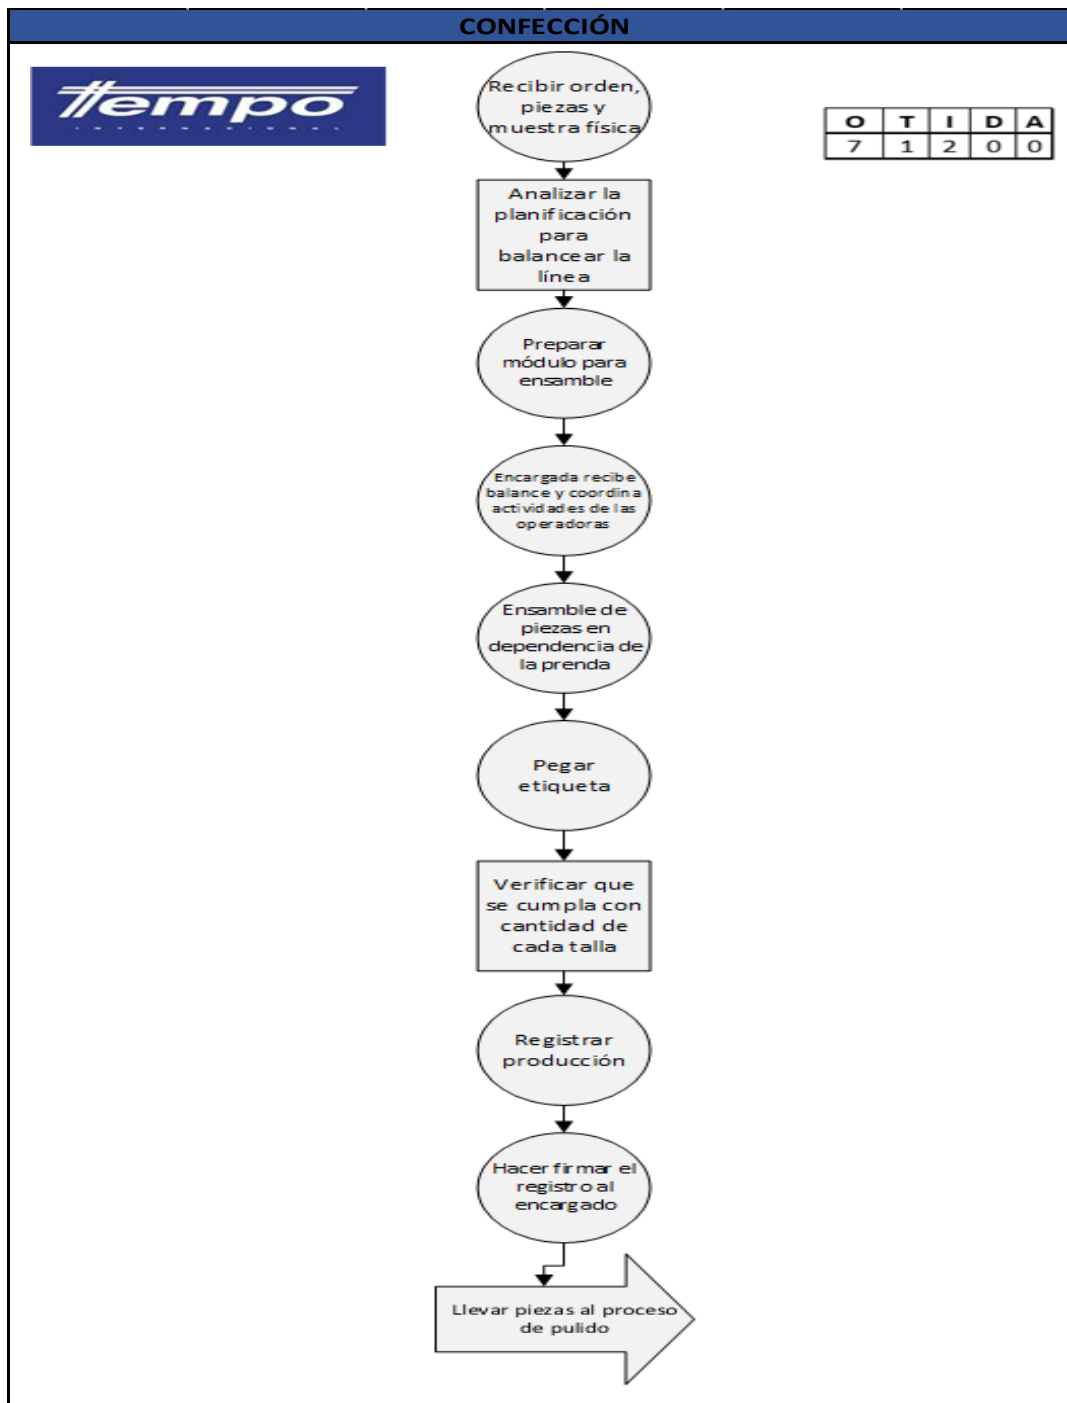 CONFECCIÓN
Tempo
INTERNACIONAL
O T I D A
7 1 2 0 0
Recibir orden,
piezas y
muestra física
Analizar la
planificación
para
balancear la
línea
Preparar
módulo para
ensamble
Encargada recibe
balance y coordina
actividades de las
operadoras
Ensamble de
piezas en
dependencia de
la prenda
Pegar
etiqueta
Verificar que
se cumpla con
cantidad de
cada talla
Registrar
producción
Hacer firmar el
registro al
encargado
Llevar piezas al proceso
de pulido